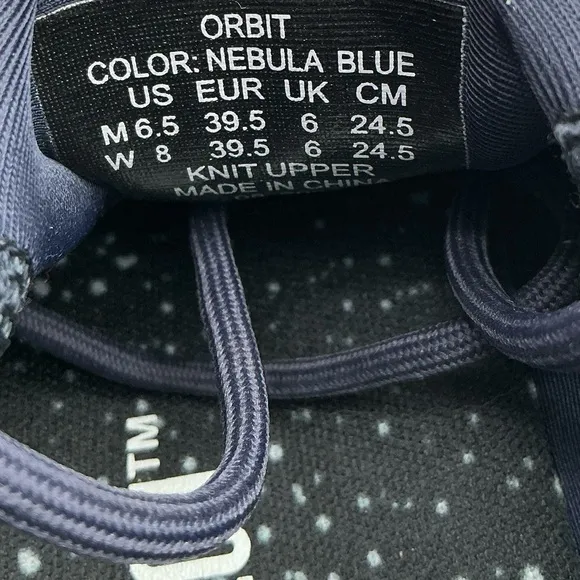 ORBIT
COLOR: NEBULA BLUE
US EUR UK CM
M 6.5 39.5 6 24.5
W 8 39.5 6 24.5
KNIT UPPER
MADE IN CHINA
TM